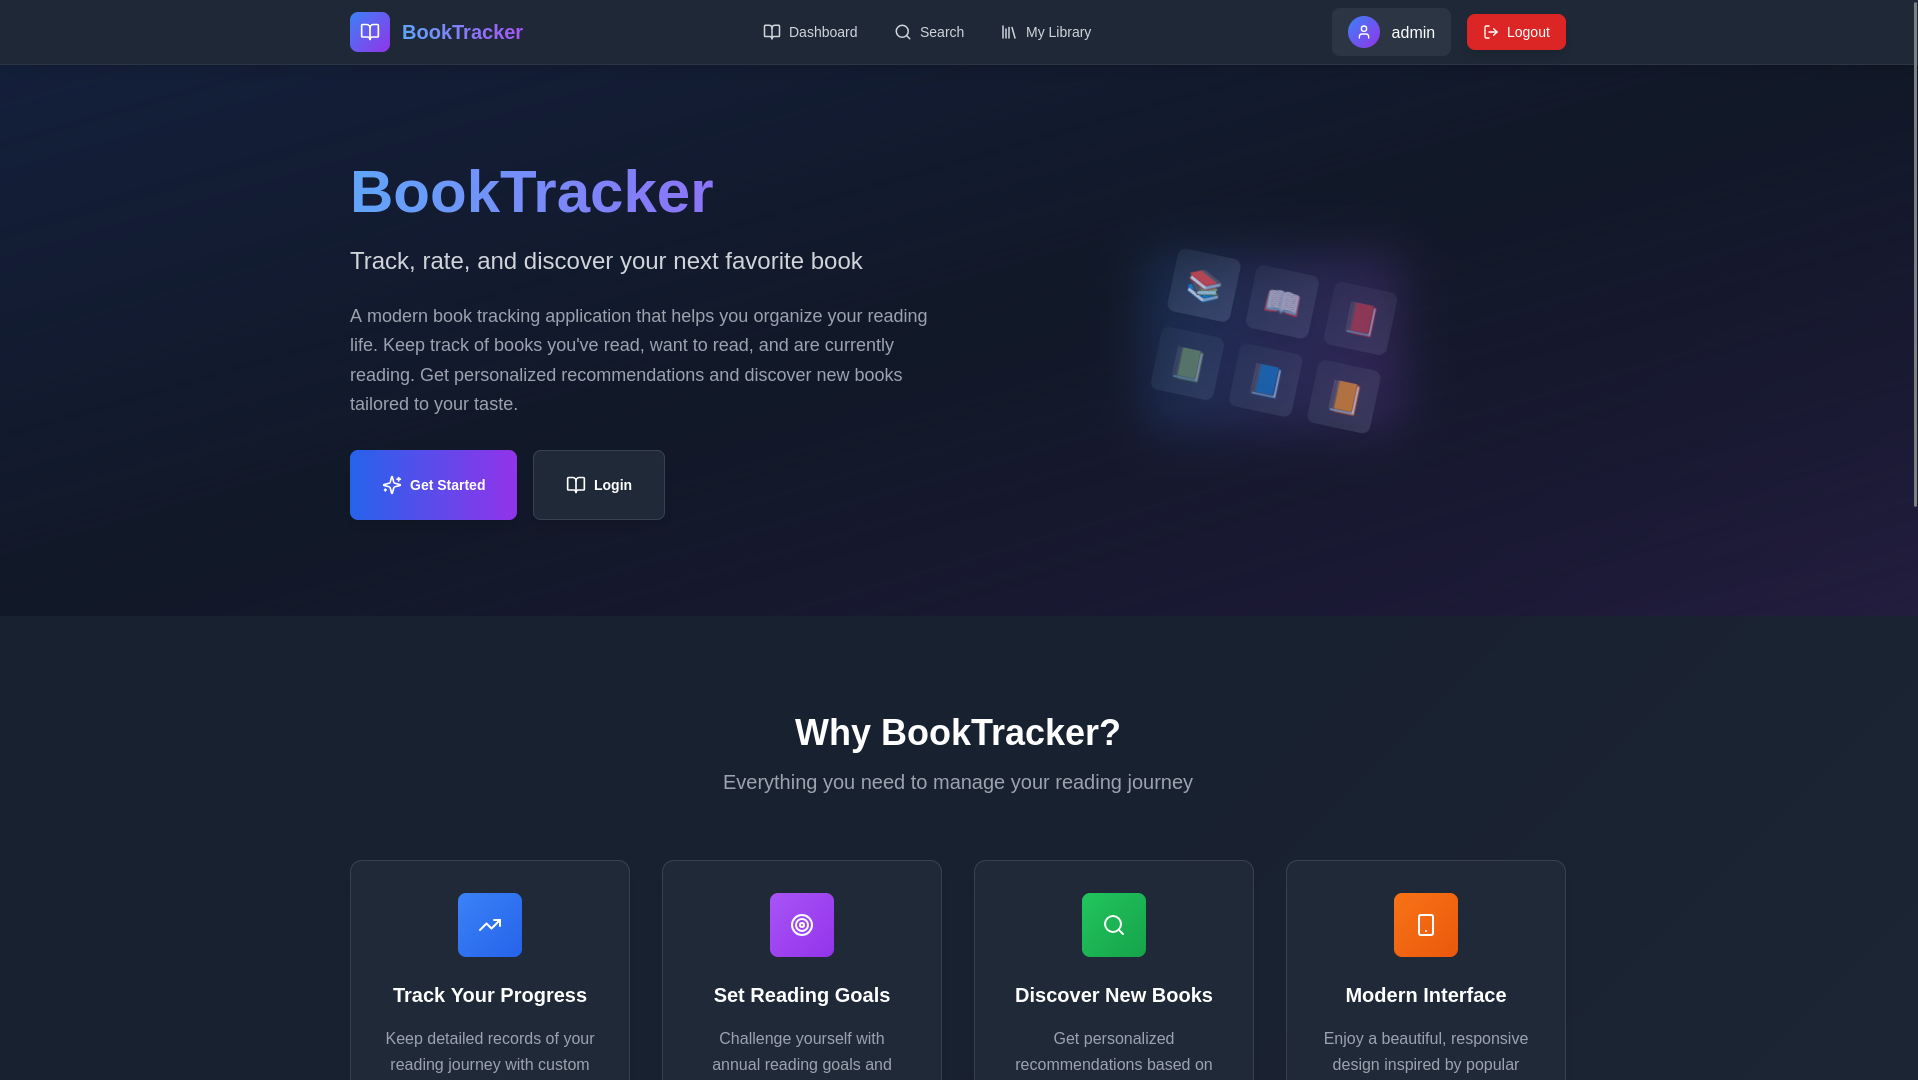 BookTracker
Dashboard
Search
My Library
admin
Logout
BookTracker
Track, rate, and discover your next favorite book
A modern book tracking application that helps you organize your reading
life. Keep track of books you've read, want to read, and are currently
reading. Get personalized recommendations and discover new books
tailored to your taste.
Get Started
Login
Why BookTracker?
Everything you need to manage your reading journey
Track Your Progress
Keep detailed records of your
reading journey with custom
Set Reading Goals
Challenge yourself with
annual reading goals and
Discover New Books
Get personalized
recommendations based on
Modern Interface
Enjoy a beautiful, responsive
design inspired by popular